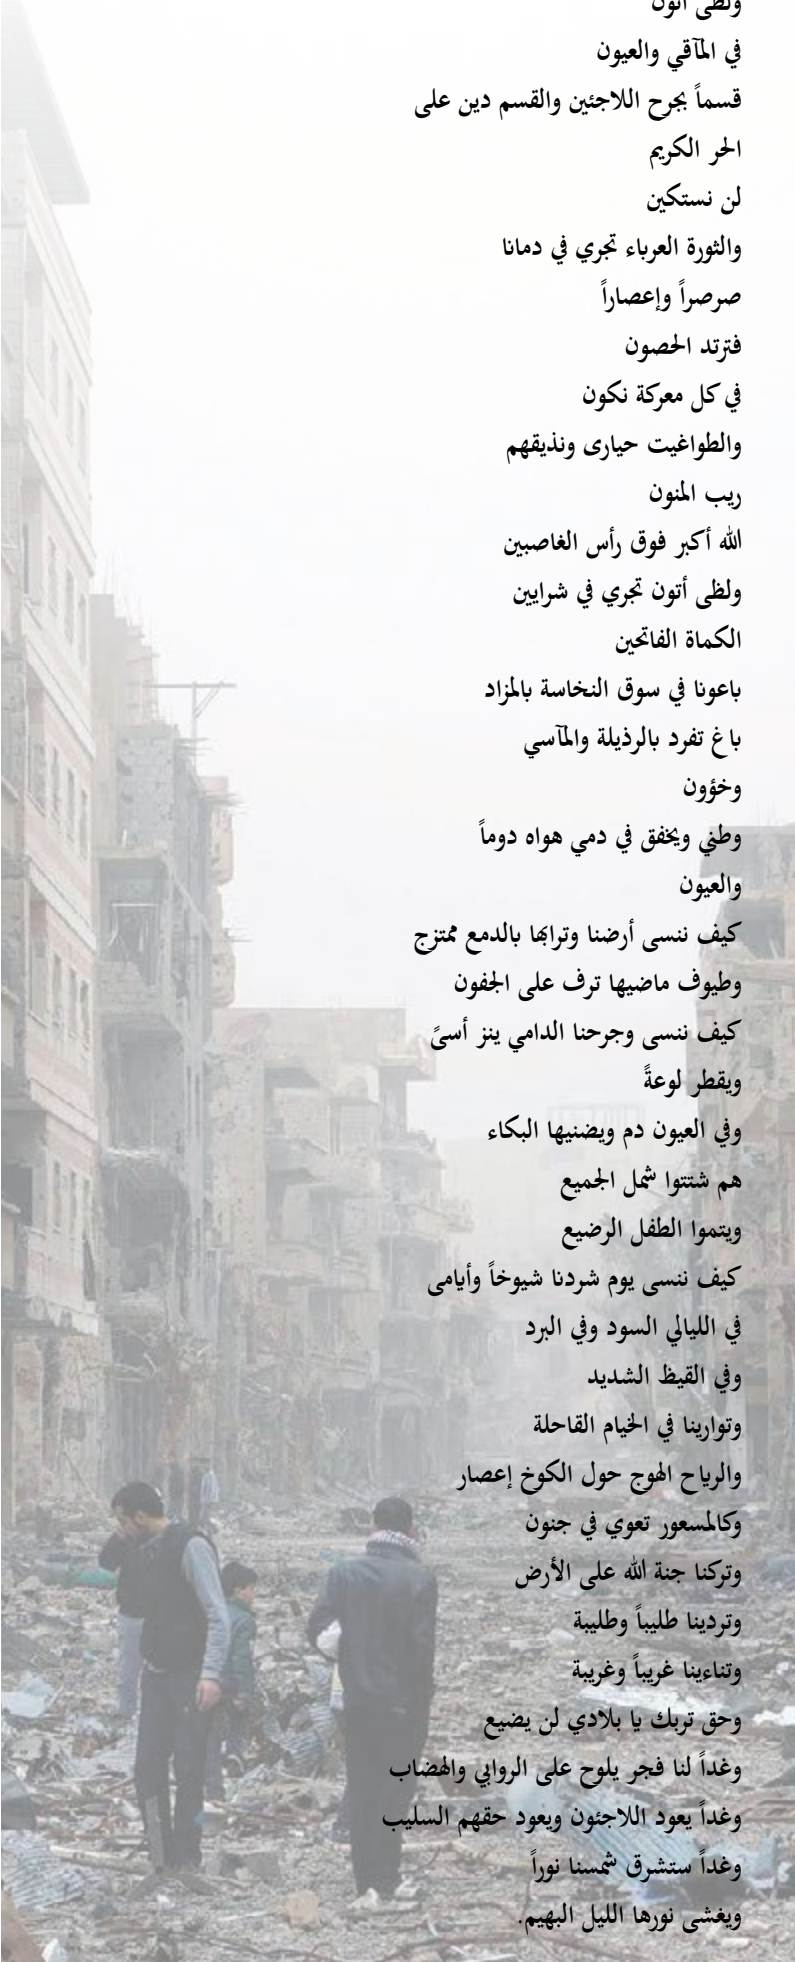 ولظى أتون
في المآقي والعيون
قسماً بجرح اللاجئين والقسم دين على
الحر الكريم
لن نستكين
والثورة العرباء تجري في دمانا
صرصراً وإعصاراً
فترتد الحصون
في كل معركة نكون
والطواغيت حيارى ونذيقهم
ريب المنون
الله أكبر فوق رأس الغاصبين
ولظى أتون تجري في شرايين
الكماة الفاتحين
باعونا في سوق النخاسة بالمزاد
باغ تفرد بالرذيلة والمآسي
وخؤون
وطني ويخفق في دمي هواه دوماً
والعيون
كيف ننسى أرضنا وترابها بالدمع ممتزج
وطيوف ماضيها ترف على الجفون
كيف ننسى وجرحنا الدامي ينز أسىً
ويقطر لوعةً
وفي العيون دم ويضنيها البكاء
هم شتتوا شمل الجميع
ويتموا الطفل الرضيع
كيف ننسى يوم شردنا شيوخاً وأيامى
في الليالي السود وفي البرد
وفي القيظ الشديد
وتوارينا في الخيام القاحلة
والرياح الهوج حول الكوخ إعصار
وكالمسعور تعوي في جنون
وتركنا جنة الله على الأرض
وتردينا طليباً وطليبة
وتناءينا غريباً وغريبة
وحق تربك يا بلادي لن يضيع
وغداً لنا فجر يلوح على الروابي والهضاب
وغداً يعود اللاجئون ويعود حقهم السليب
وغداً ستشرق شمسنا نوراً
ويغشى نورها الليل البهيم.